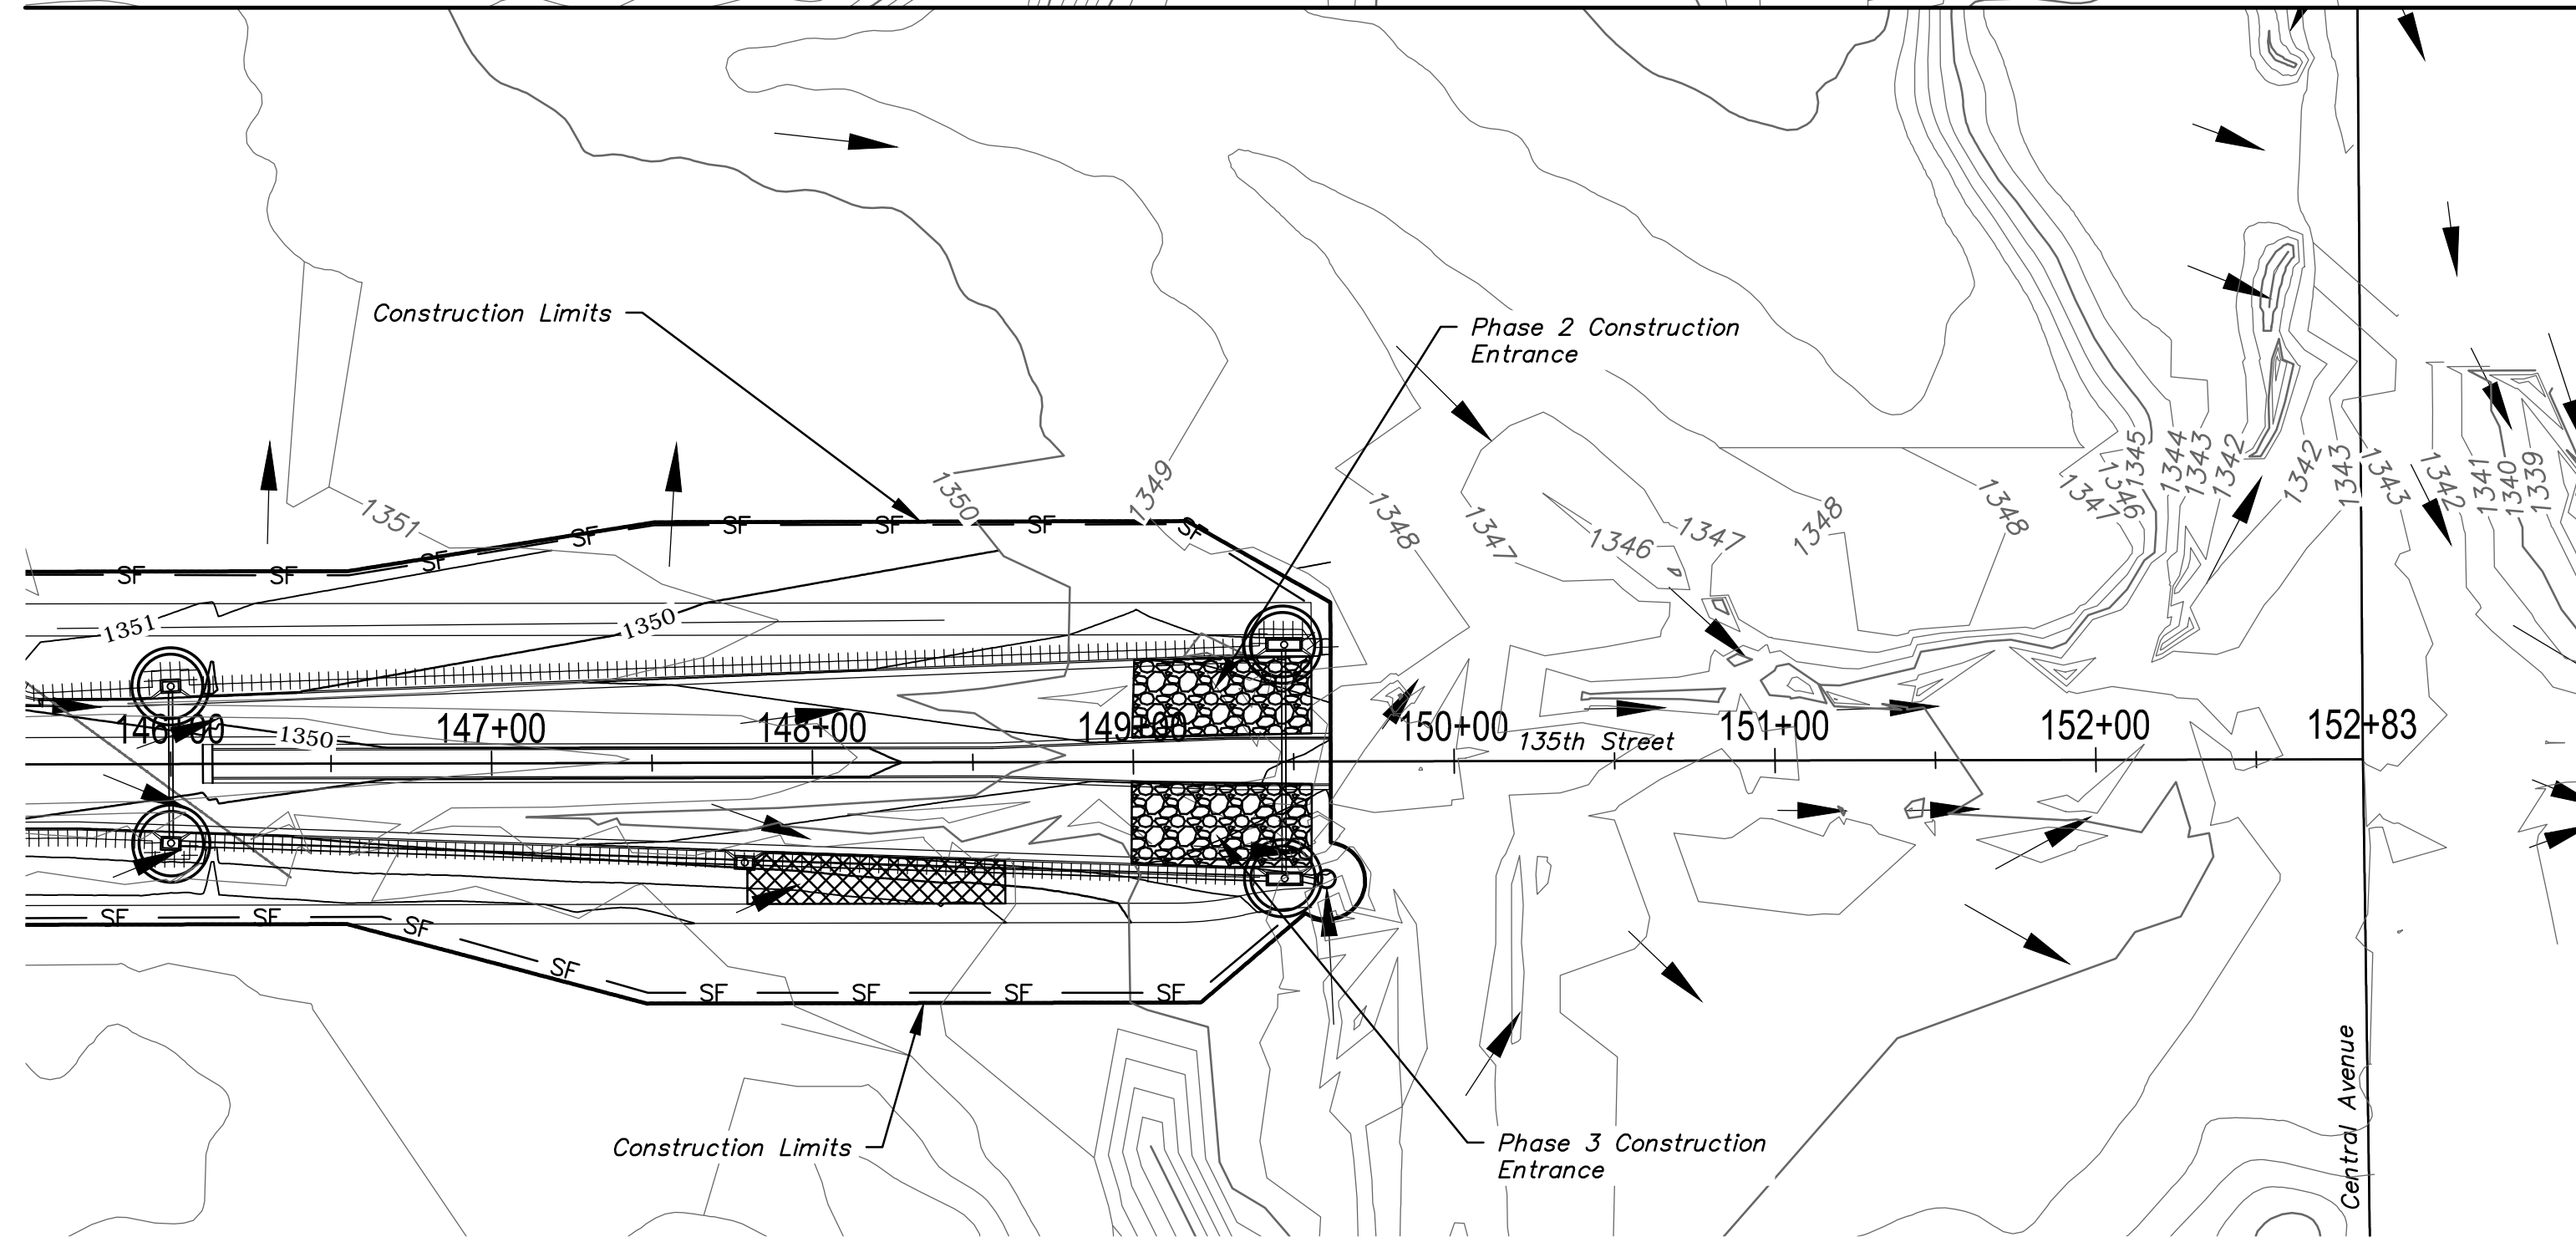 Construction Limits
Phase 2 Construction
Entrance
1351
1350
1349
1348
1347
1346
1347
1348
1348
1347
1346
1345
1344
1343
1342
1342
1343
1343
1342
1341
1340
1339
SF
SF
SF
SF
SF
SF
SF
SF
SF
1351
1350
146+00
147+00
148+00
149+00
150+00
151+00
152+00
152+83
1350
135th Street
SF
SF
SF
SF
SF
SF
SF
SF
Construction Limits
Phase 3 Construction
Entrance
Central Avenue